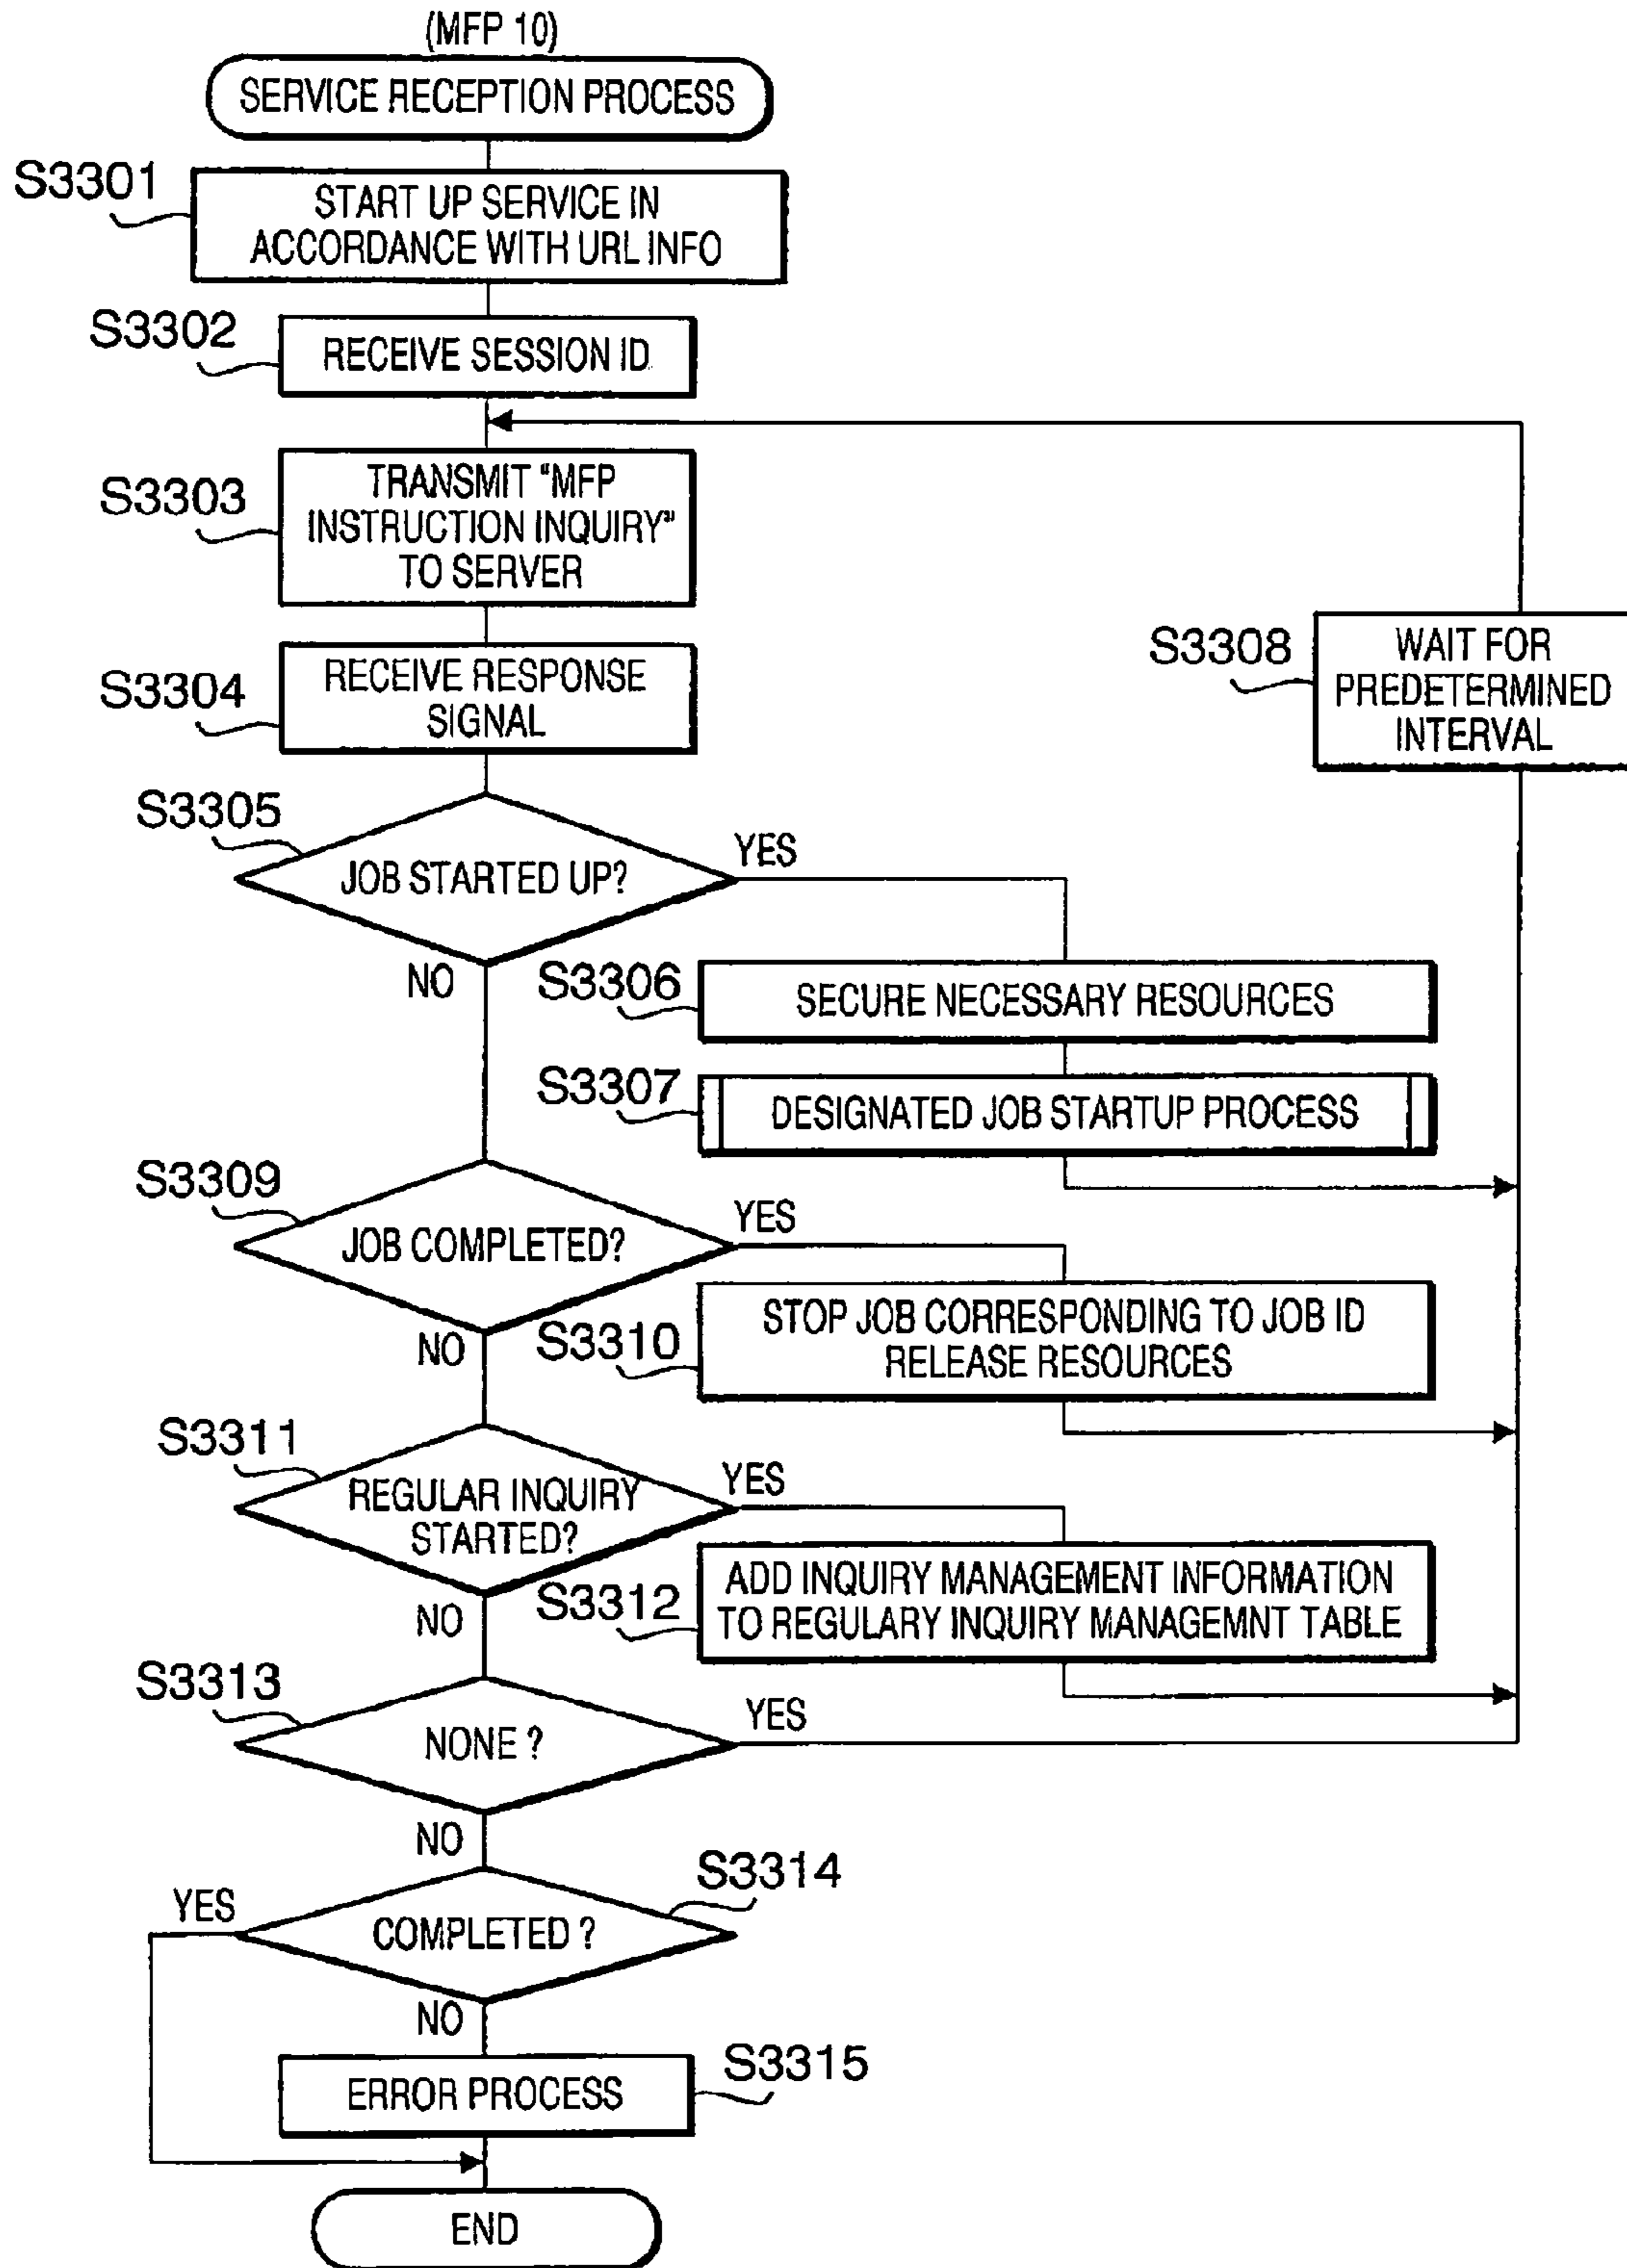 (MFP 10)
SERVICE RECEPTION PROCESS
S3301
START UP SERVICE IN
ACCORDANCE WITH URL INFO
S3302
RECEIVE SESSION ID
S3303
TRANSMIT "MFP
INSTRUCTION INQUIRY"
TO SERVER
S3304
RECEIVE RESPONSE
SIGNAL
S3308
WAIT FOR
PREDETERMINED
INTERVAL
S3305
JOB STARTED UP?
YES
NO
S3306
SECURE NECESSARY RESOURCES
S3307
DESIGNATED JOB STARTUP PROCESS
S3309
JOB COMPLETED?
YES
NO
S3310
STOP JOB CORRESPONDING TO JOB ID
RELEASE RESOURCES
S3311
REGULAR INQUIRY
STARTED?
YES
NO
S3312
ADD INQUIRY MANAGEMENT INFORMATION
TO REGULARY INQUIRY MANAGEMNT TABLE
S3313
NONE ?
YES
NO
S3314
COMPLETED ?
YES
NO
S3315
ERROR PROCESS
END